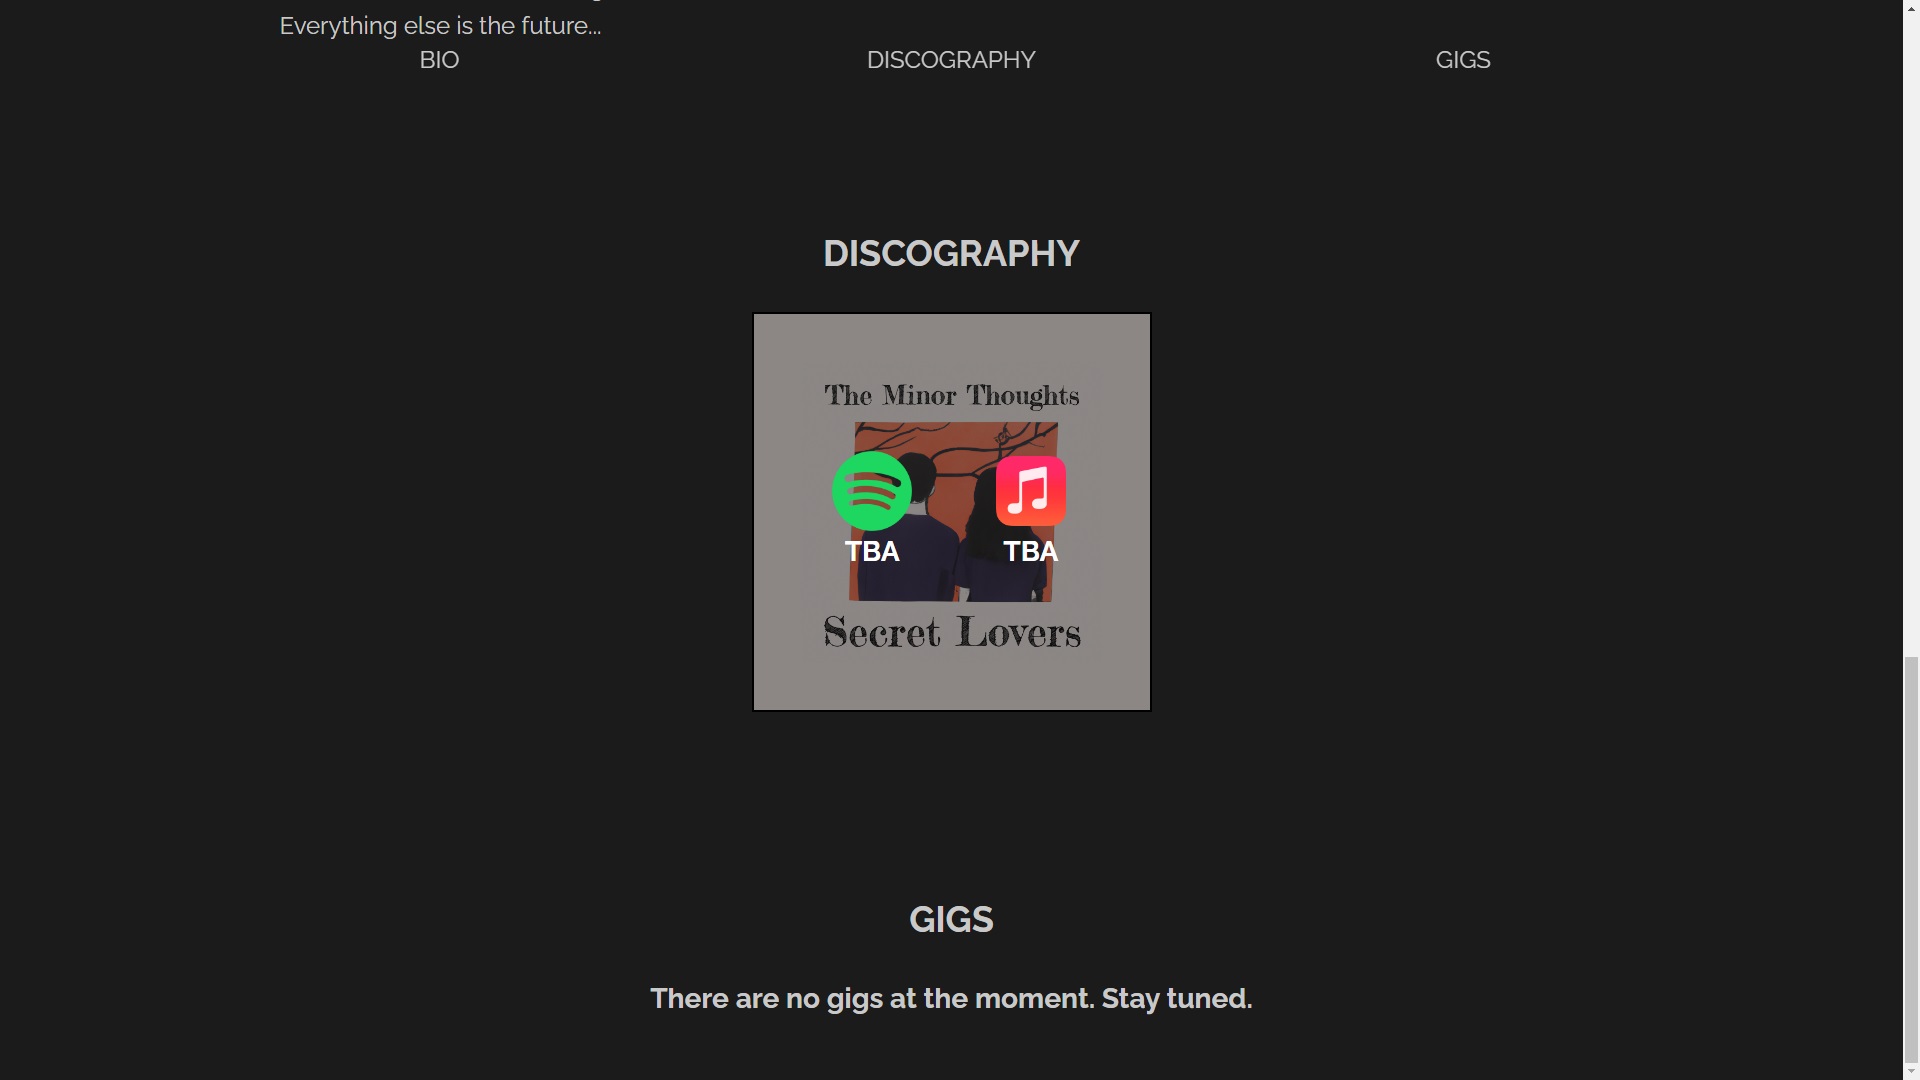 Everything else is the future...
BIO DISCOGRAPHY GIGS
DISCOGRAPHY
The Minor Thoughts
TBA TBA
Secret Lovers
GIGS
There are no gigs at the moment. Stay tuned.